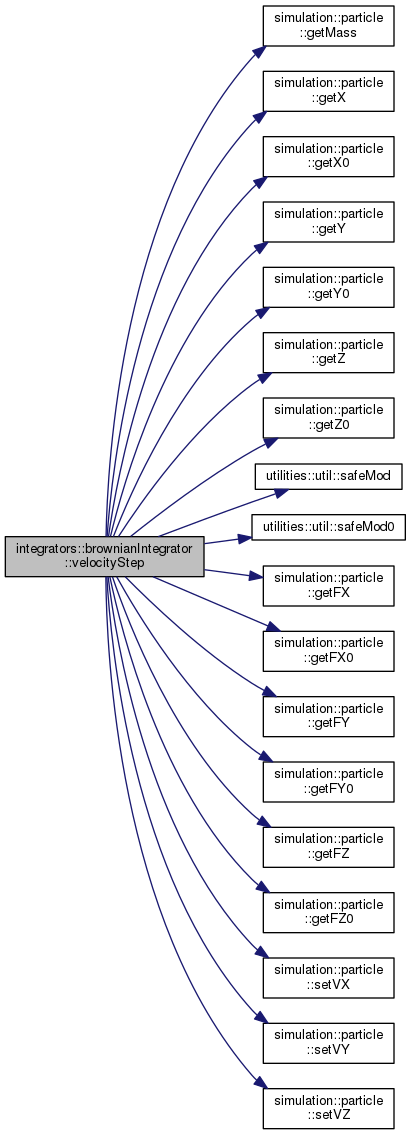 simulation::particle
::getMass
simulation::particle
::getX
simulation::particle
::getX0
simulation::particle
::getY
simulation::particle
::getY0
simulation::particle
::getZ
simulation::particle
::getZ0
utilities::util::safeMod
utilities::util::safeMod0
integrators::brownianIntegrator
::velocityStep
simulation::particle
::getFX
simulation::particle
::getFX0
simulation::particle
::getFY
simulation::particle
::getFY0
simulation::particle
::getFZ
simulation::particle
::getFZ0
simulation::particle
::setVX
simulation::particle
::setVY
simulation::particle
::setVZ